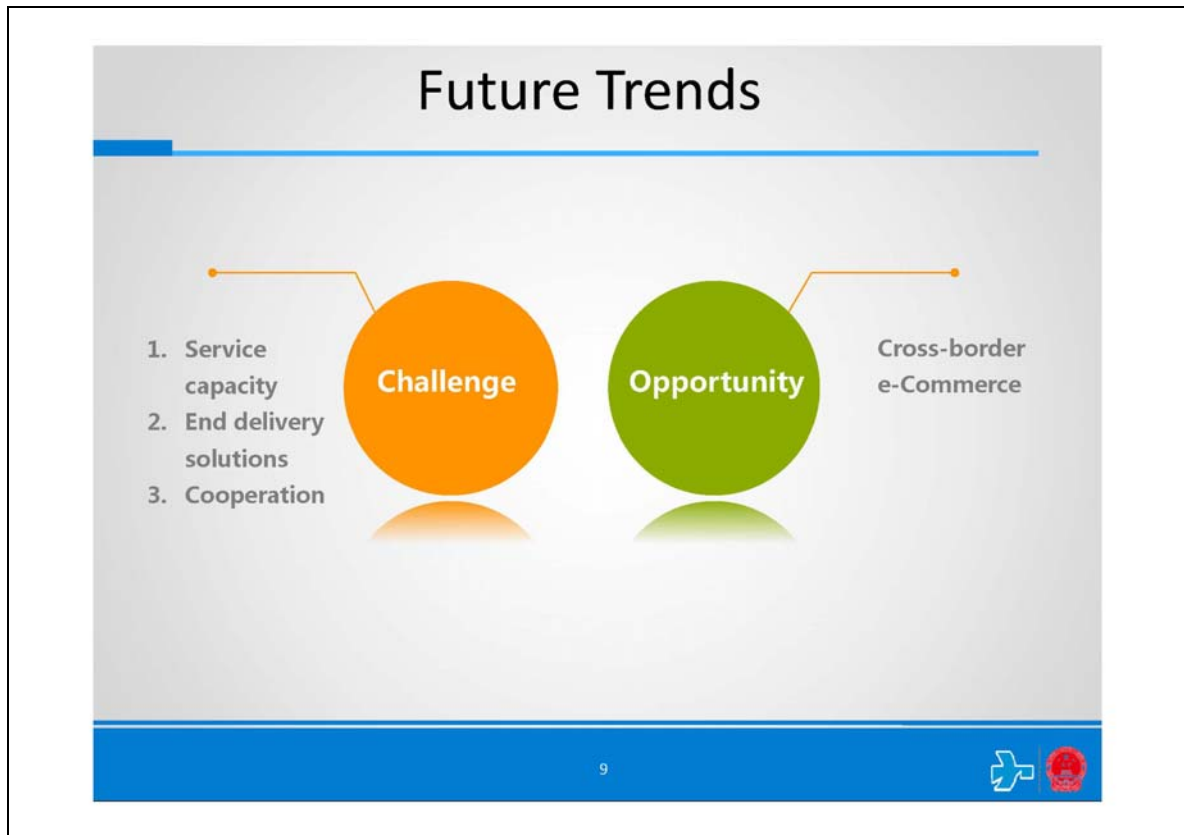 Future Trends
1. Service
capacity
2. End delivery
solutions
3. Cooperation
Challenge
Opportunity
Cross-border
e-Commerce
9